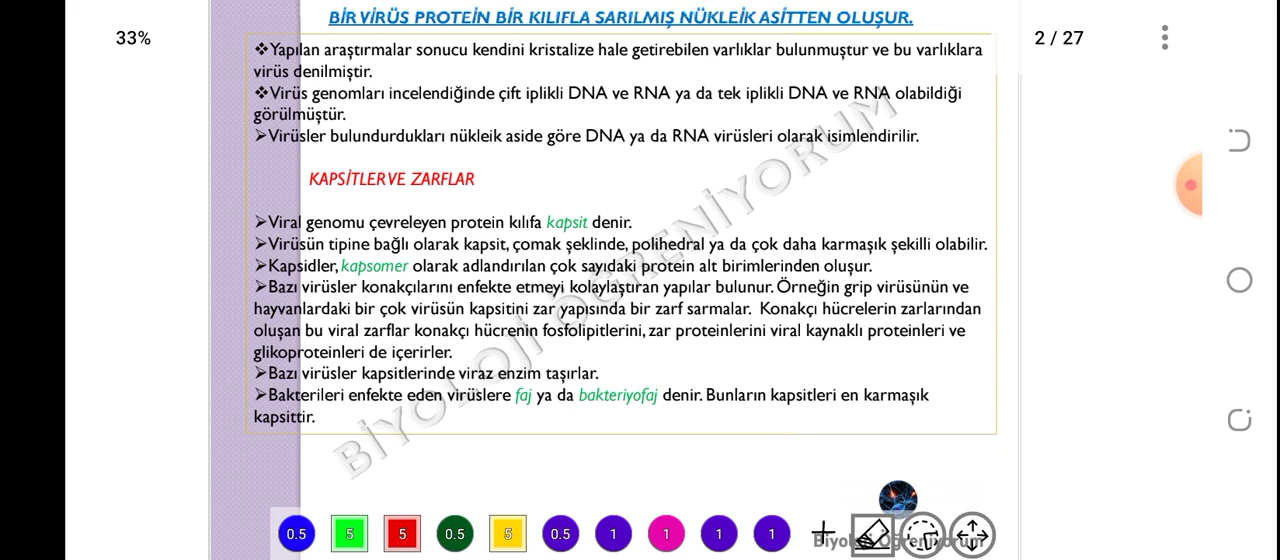 BİR VİRÜS PROTEİN BİR KILIFLA SARILMIŞ NÜKLEİK ASİTTEN OLUŞUR.
33%
2 / 27
❖Yapılan araştırmalar sonucu kendini kristalize hale getirebilen varlıklar bulunmuştur ve bu varlıklara
virüs denilmiştir.
❖Virüs genomları incelendiğinde çift iplikli DNA ve RNA ya da tek iplikli DNA ve RNA olabildiği
görülmüştür.
➢Virüsler bulundurdukları nükleik aside göre DNA ya da RNA virüsleri olarak isimlendirilir.
KAPSİTLER VE ZARFLAR
➢Viral genomu çevreleyen protein kılıfa kapsit denir.
➢Virüsün tipine bağlı olarak kapsit, çomak şeklinde, polihedral ya da çok daha karmaşık şekilli olabilir.
➢Kapsidler, kapsomer olarak adlandırılan çok sayıdaki protein alt birimlerinden oluşur.
➢Bazı virüsler konakçılarını enfekte etmeyi kolaylaştıran yapılar bulunur. Örneğin grip virüsünün ve
hayvanlardaki bir çok virüsün kapsitini zar yapısında bir zarf sarmalar. Konakçı hücrelerin zarlarından
oluşan bu viral zarflar konakçı hücrenin fosfolipitlerini, zar proteinlerini viral kaynaklı proteinleri ve
glikoproteinleri de içerirler.
➢Bazı virüsler kapsitlerinde viraz enzim taşırlar.
➢Bakterileri enfekte eden virüslere faj ya da bakteriyofaj denir. Bunların kapsitleri en karmaşık
kapsittir.
BİYOLOJİ ÖĞRENİYORUM
0.5 5 5 0.5 5 0.5 1 1 1 1
Biyoloji Öğreniyorum